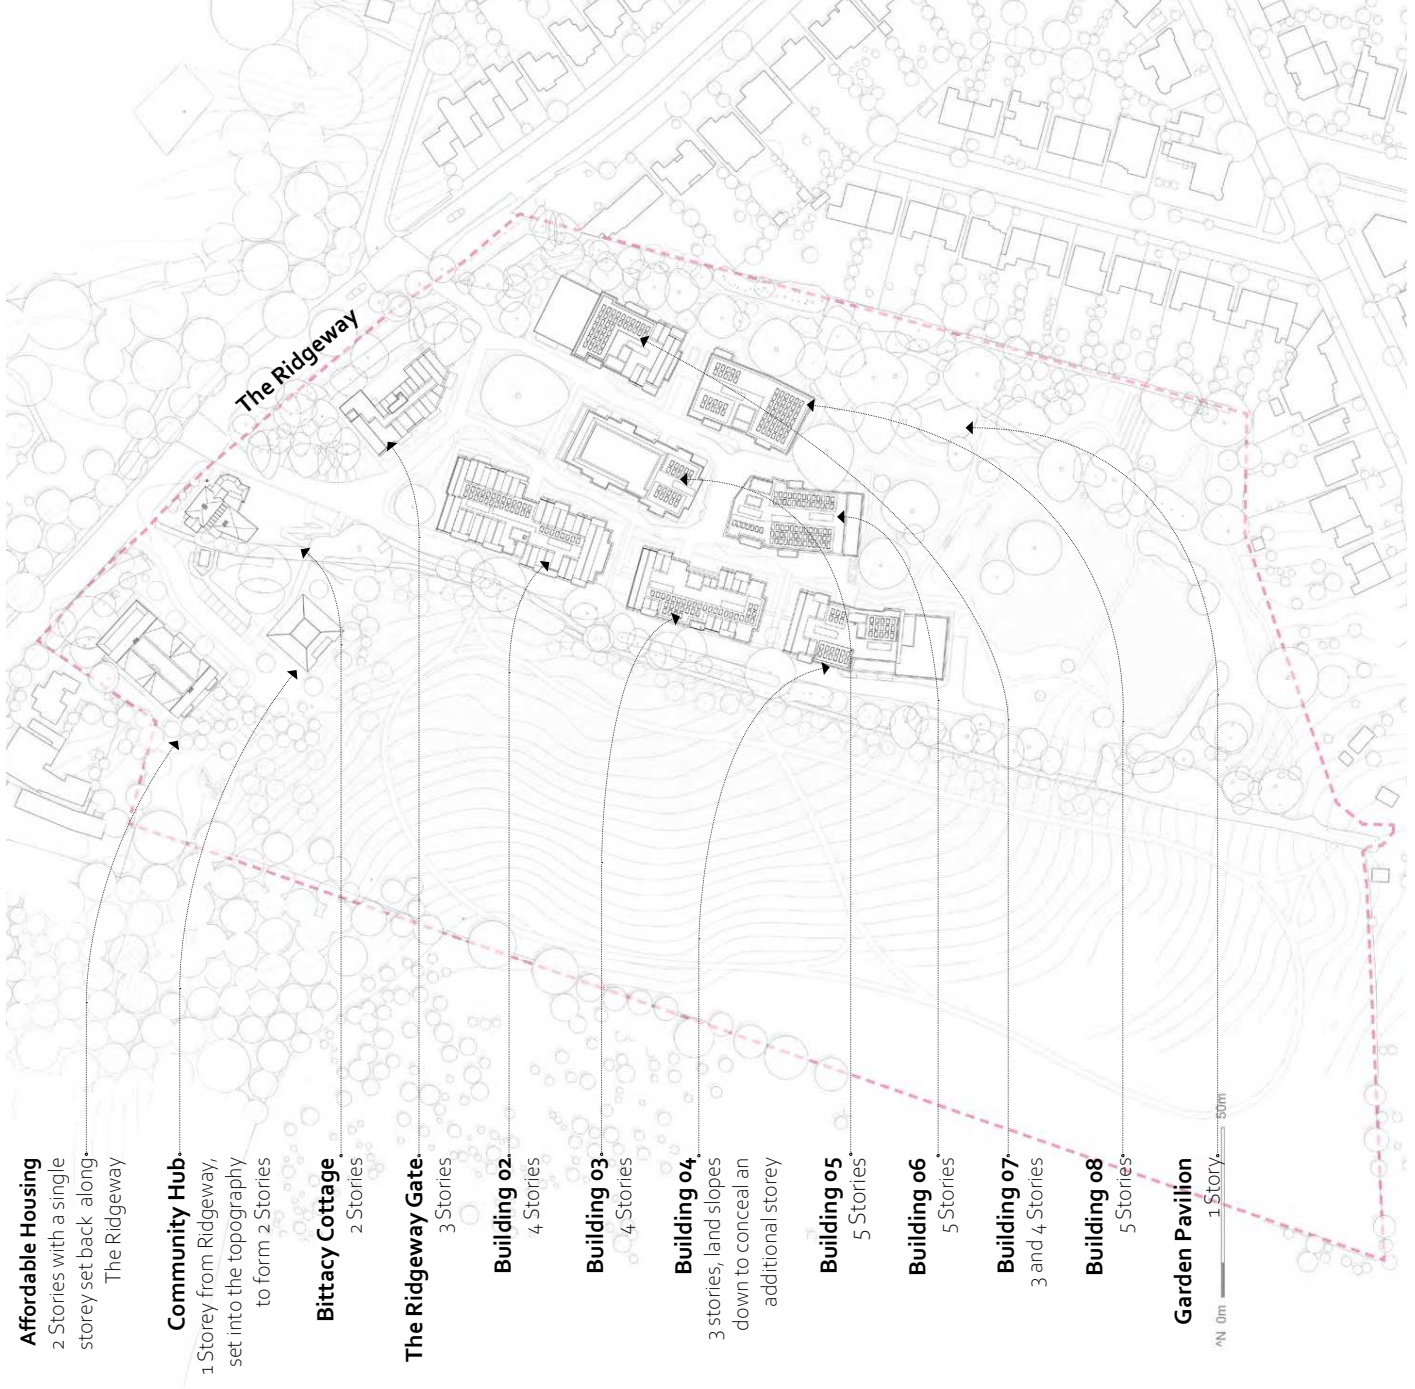 Affordable Housing
2 Stories with a single
storey set back along
The Ridgeway
Community Hub
1 Storey from Ridgeway,
set into the topography
to form 2 Stories
Bittacy Cottage
2 Stories
The Ridgeway Gate
3 Stories
Building 02
4 Stories
Building 03
4 Stories
Building 04
3 stories, land slopes
down to conceal an
additional storey
Building 05
5 Stories
Building 06
5 Stories
Building 07
3 and 4 Stories
Building 08
5 Stories
Garden Pavilion
1 Story
^N 0m 50m
The Ridgeway